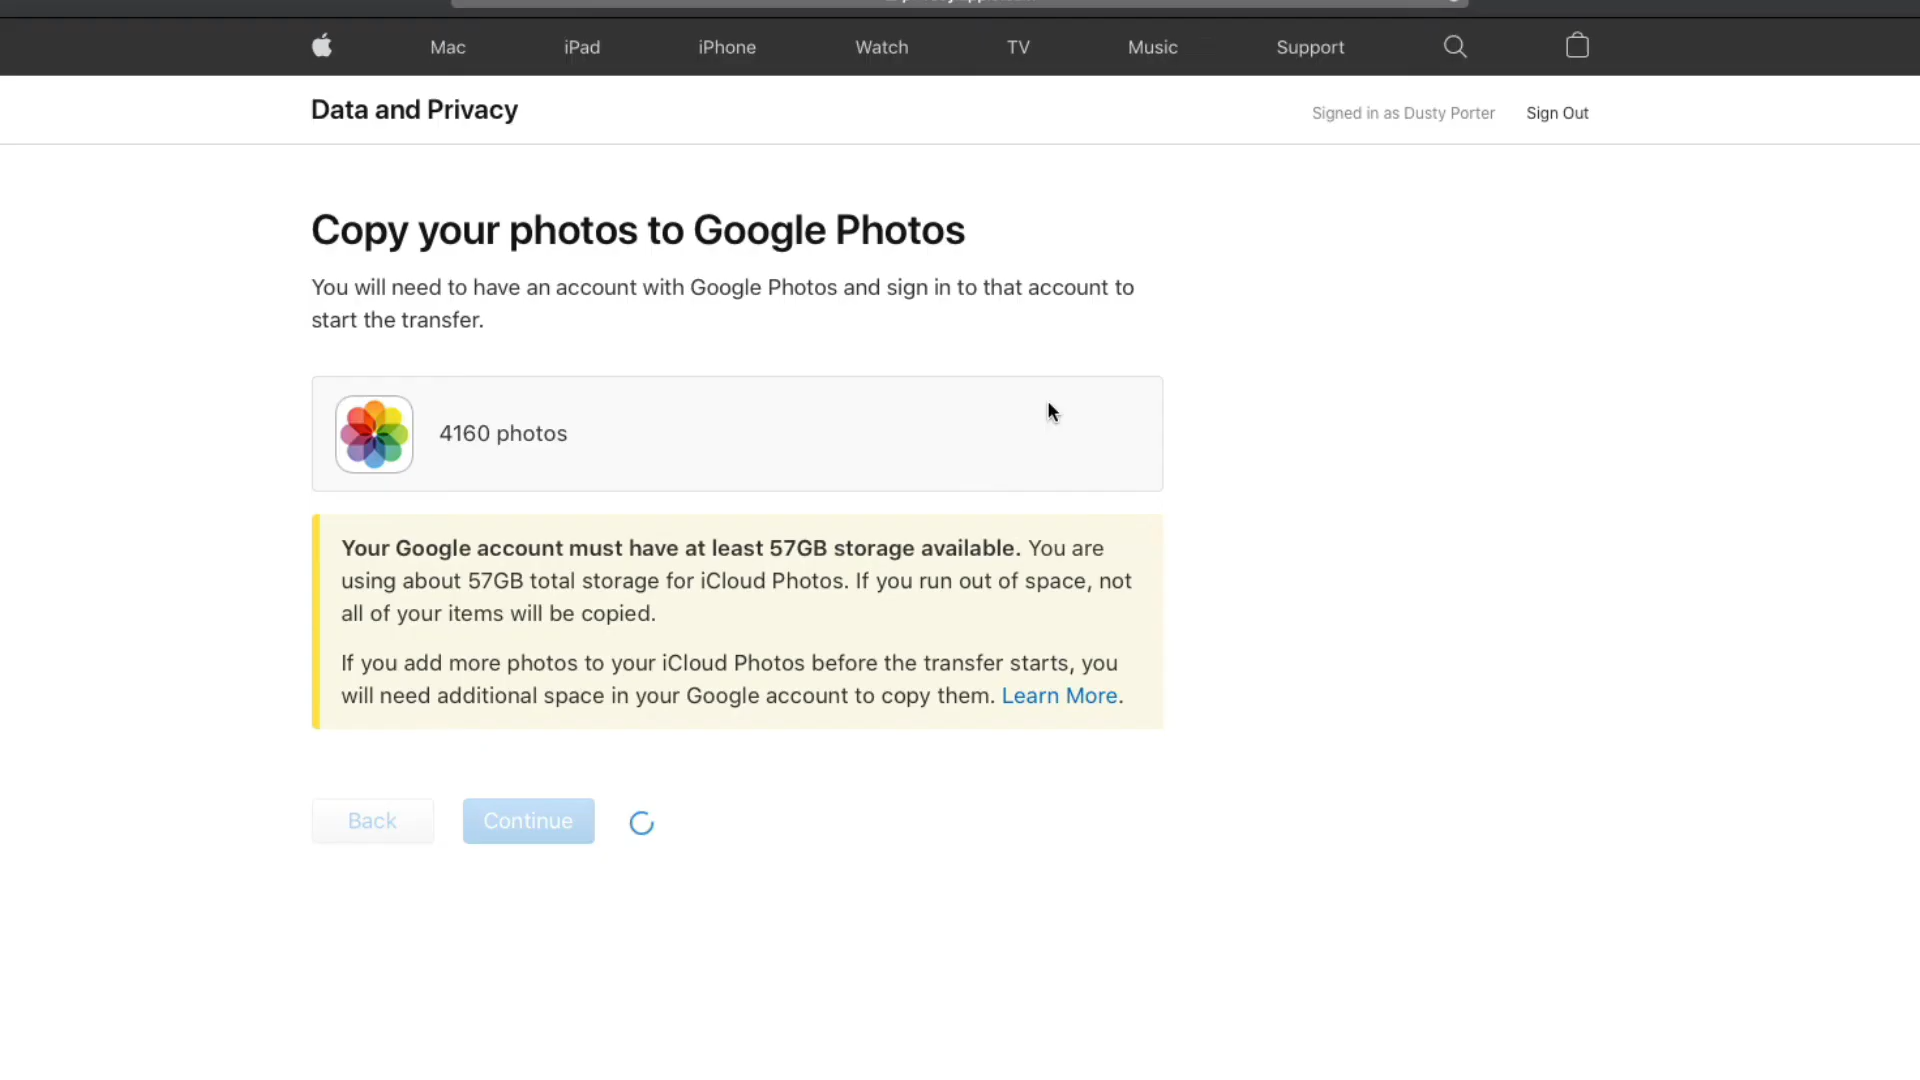 Mac iPad iPhone Watch TV Music Support
Data and Privacy
Signed in as Dusty Porter Sign Out
Copy your photos to Google Photos
You will need to have an account with Google Photos and sign in to that account to
start the transfer.
4160 photos
Your Google account must have at least 57GB storage available. You are
using about 57GB total storage for iCloud Photos. If you run out of space, not
all of your items will be copied.
If you add more photos to your iCloud Photos before the transfer starts, you
will need additional space in your Google account to copy them. Learn More.
Back Continue